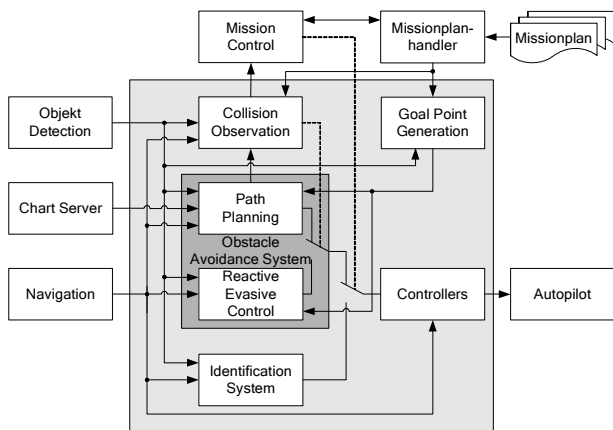 Mission
Control
Missionplan-
handler
Missionplan
Objekt
Detection
Collision
Observation
Goal Point
Generation
Chart Server
Path
Planning
Obstacle
Avoidance System
Navigation
Reactive
Evasive
Control
Controllers
Autopilot
Identification
System